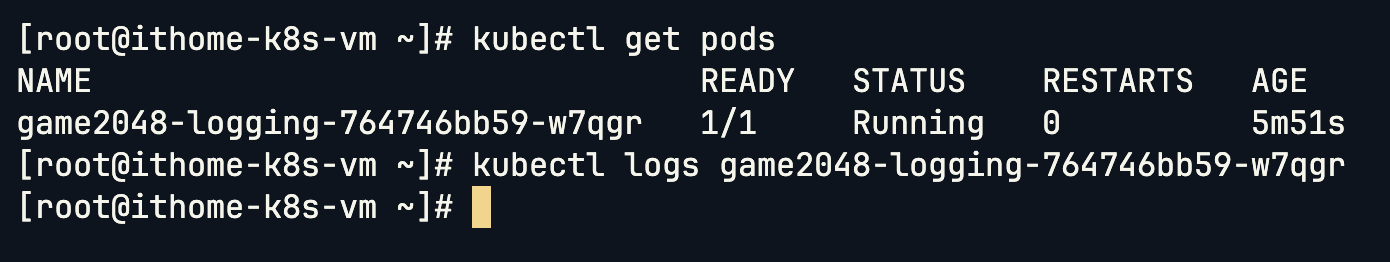 [root@ithome-k8s-vm ~]# kubectl get pods
NAME                                READY   STATUS    RESTARTS   AGE
game2048-logging-764746bb59-w7qgr   1/1     Running   0          5m51s
[root@ithome-k8s-vm ~]# kubectl logs game2048-logging-764746bb59-w7qgr
[root@ithome-k8s-vm ~]#